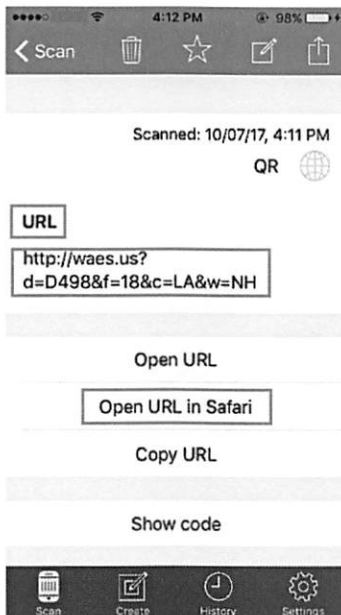 4:12 PM
98%
Scan
Scanned: 10/07/17, 4:11 PM
QR
URL
http://waes.us?
d=D498&f=18&c=LA&w=NH
Open URL
Open URL in Safari
Copy URL
Show code
Scan
Create
History
Settings